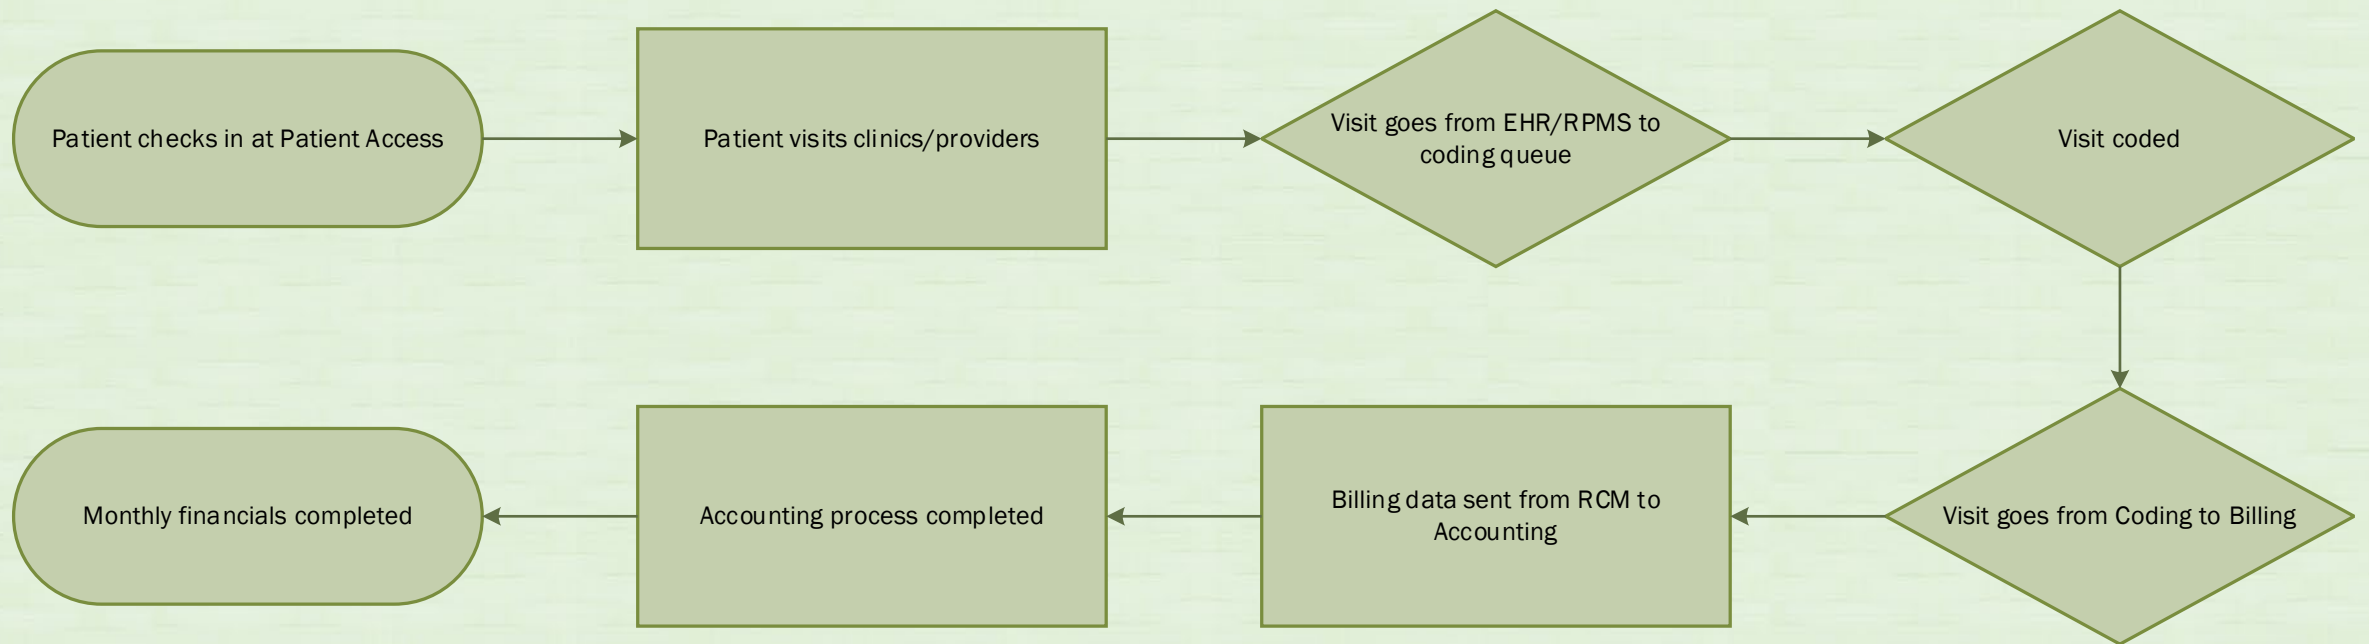 Patient checks in at Patient Access
Patient visits clinics/providers
Visit goes from EHR/RPMS to
coding queue
Visit coded
Visit goes from Coding to Billing
Billing data sent from RCM to
Accounting
Accounting process completed
Monthly financials completed